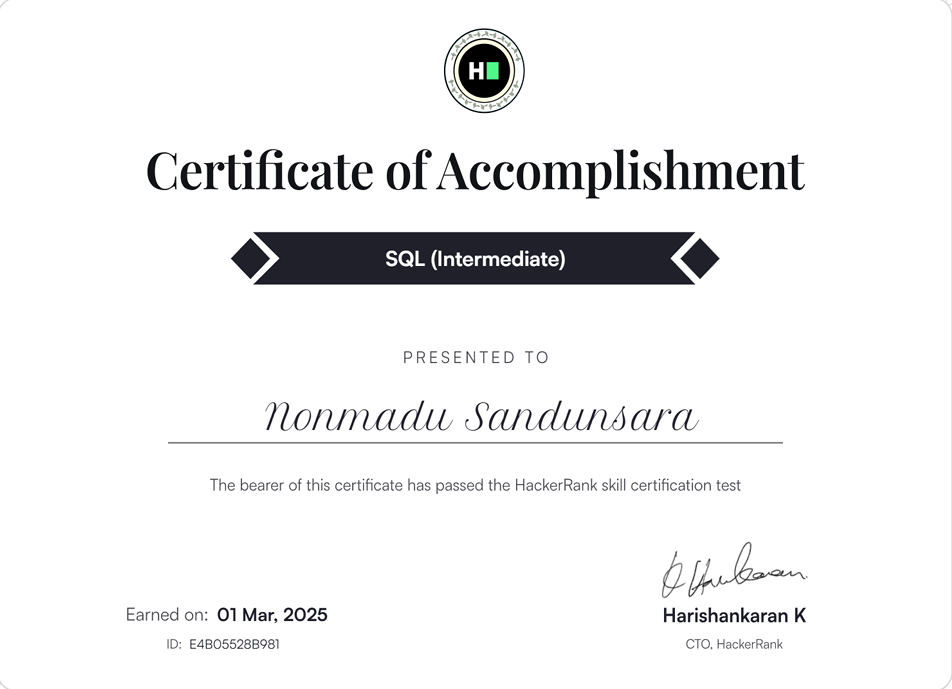 H
Certificate of Accomplishment
SQL (Intermediate)
PRESENTED TO
Nonmadu Sandunsara
The bearer of this certificate has passed the HackerRank skill certification test
Earned on: 01 Mar, 2025
ID: E4B05528B981
Harishankaran K
CTO, HackerRank